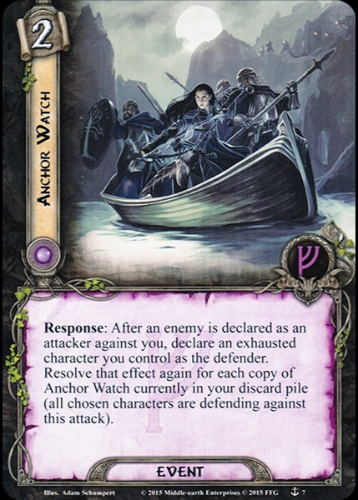 2
ANCHOR WATCH
Response: After an enemy is declared as an
attacker against you, declare an exhausted
character you control as the defender.
Resolve that effect again for each copy of
Anchor Watch currently in your discard pile
(all chosen characters are defending against
this attack).
EVENT
Illus. Adam Schumpert © 2015 Middle-earth Enterprises © 2015 FFG 7